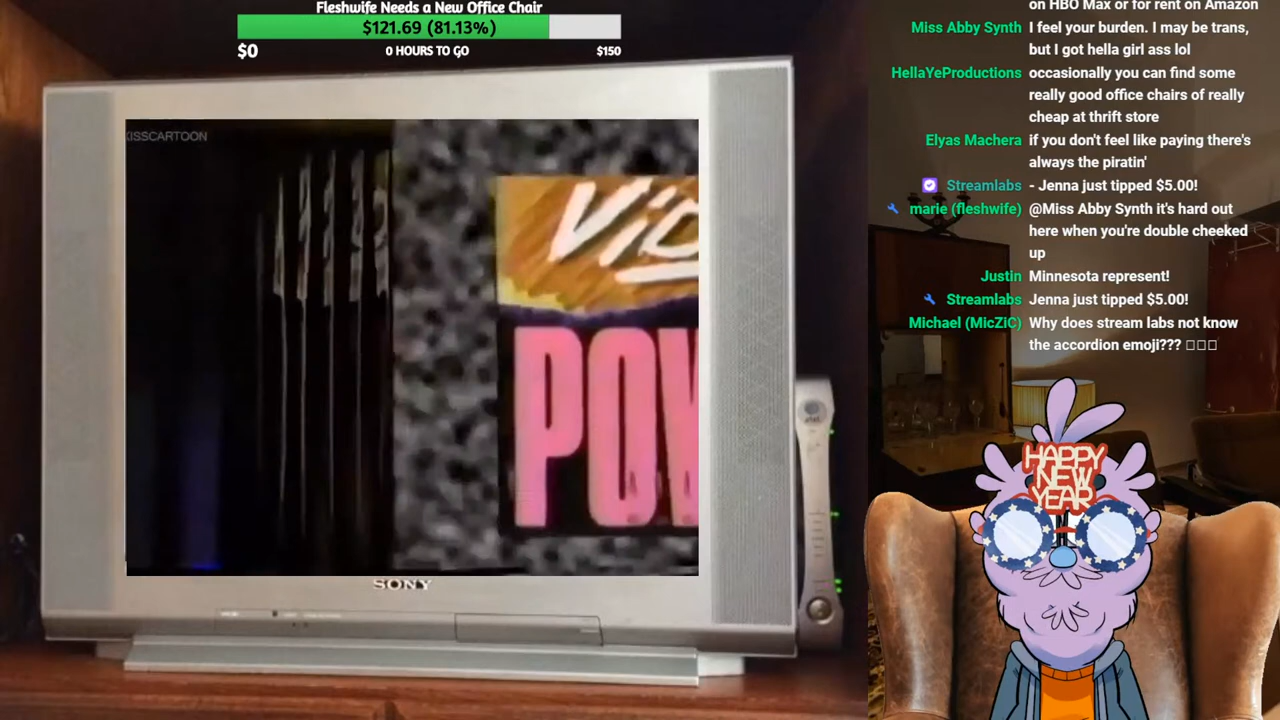 Fleshwife Needs a New Office Chair
$121.69 (81.13%)
$0
0 HOURS TO GO
$150
KISSCARTOON
VIC
POW
SONY
on HBO Max or for rent on Amazon
Miss Abby Synth I feel your burden. I may be trans,
but I got hella girl ass lol
HellaYeProductions occasionally you can find some
really good office chairs of really
cheap at thrift store
Elyas Machera if you don't feel like paying there's
always the piratin'
Streamlabs - Jenna just tipped $5.00!
marie (fleshwife) @Miss Abby Synth it's hard out
here when you're double cheeked
up
Justin Minnesota represent!
Streamlabs Jenna just tipped $5.00!
Michael (MicZiC) Why does stream labs not know
the accordion emoji??? □□□
HAPPY
NEW
YEAR